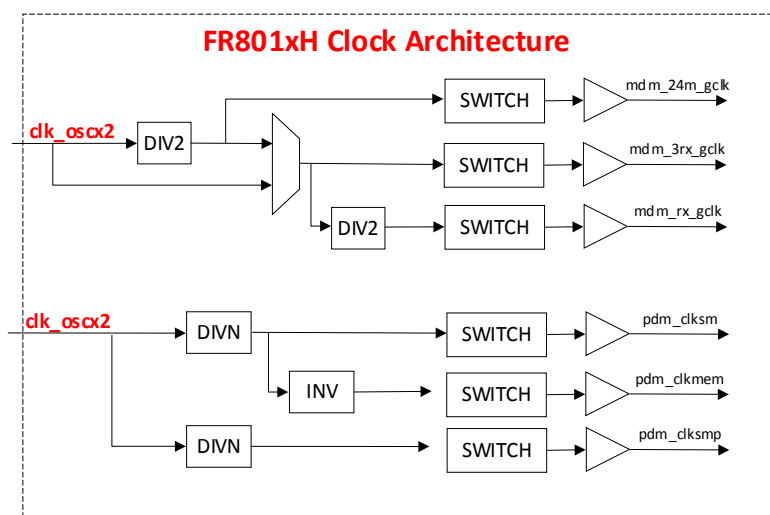 FR801xH Clock Architecture
SWITCH
mdm_24m_gclk
clk_oscx2
DIV2
SWITCH
mdm_3rx_gclk
DIV2
SWITCH
mdm_rx_gclk
clk_oscx2
DIVN
SWITCH
pdm_clksm
INV
SWITCH
pdm_clkmem
DIVN
SWITCH
pdm_clksmp